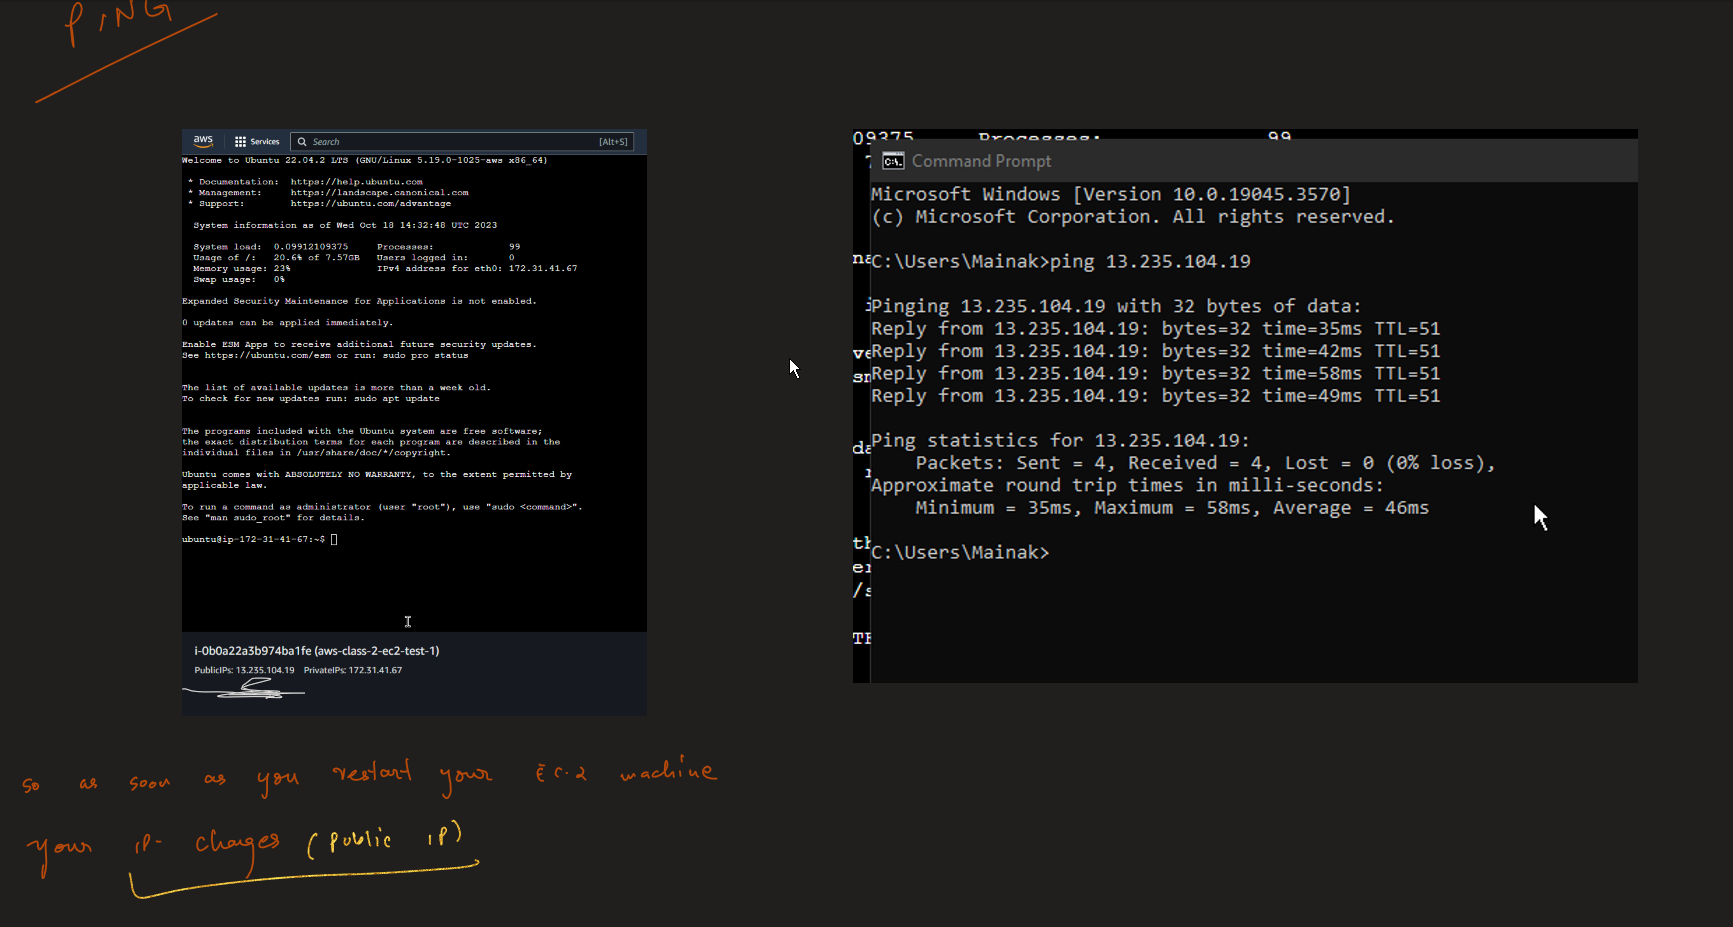 PING
aws Services Search [Alt+S]
Welcome to Ubuntu 22.04.2 LTS (GNU/Linux 5.19.0-1025-aws x86_64)
* Documentation: https://help.ubuntu.com
* Management: https://landscape.canonical.com
* Support: https://ubuntu.com/advantage
System information as of Wed Oct 18 14:32:48 UTC 2023
System load: 0.09912109375 Processes: 99
Usage of /: 20.6% of 7.57GB Users logged in: 0
Memory usage: 23% IPv4 address for eth0: 172.31.41.67
Swap usage: 0%
Expanded Security Maintenance for Applications is not enabled.
0 updates can be applied immediately.
Enable ESM Apps to receive additional future security updates.
See https://ubuntu.com/esm or run: sudo pro status
The list of available updates is more than a week old.
To check for new updates run: sudo apt update
The programs included with the Ubuntu system are free software;
the exact distribution terms for each program are described in the
individual files in /usr/share/doc/*/copyright.
Ubuntu comes with ABSOLUTELY NO WARRANTY, to the extent permitted by
applicable law.
To run a command as administrator (user "root"), use "sudo <command>".
See "man sudo_root" for details.
ubuntu@ip-172-31-41-67:~$
i-0b0a22a3b974ba1fe (aws-class-2-ec2-test-1)
PublicIPs: 13.235.104.19 PrivateIPs: 172.31.41.67
09375 Processes: 99
Command Prompt
Microsoft Windows [Version 10.0.19045.3570]
(c) Microsoft Corporation. All rights reserved.
C:\Users\Mainak>ping 13.235.104.19
Pinging 13.235.104.19 with 32 bytes of data:
Reply from 13.235.104.19: bytes=32 time=35ms TTL=51
Reply from 13.235.104.19: bytes=32 time=42ms TTL=51
Reply from 13.235.104.19: bytes=32 time=58ms TTL=51
Reply from 13.235.104.19: bytes=32 time=49ms TTL=51
Ping statistics for 13.235.104.19:
Packets: Sent = 4, Received = 4, Lost = 0 (0% loss),
Approximate round trip times in milli-seconds:
Minimum = 35ms, Maximum = 58ms, Average = 46ms
C:\Users\Mainak>
so as soon as you restart your EC2 machine
your IP- chages (Public IP)